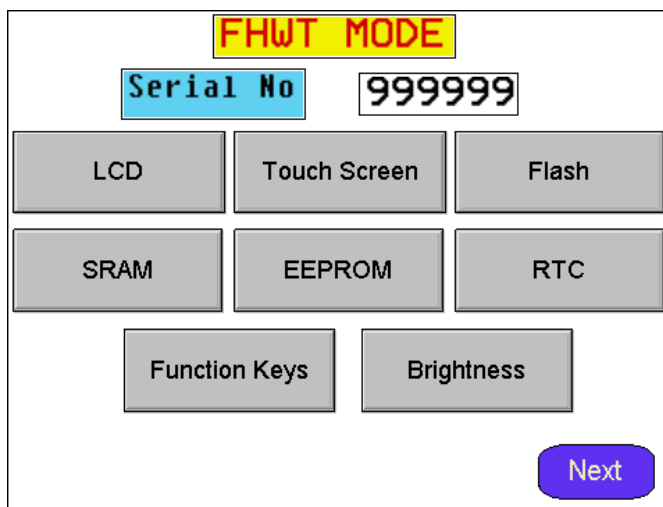 FHWT MODE
Serial No 999999
LCD Touch Screen Flash
SRAM EEPROM RTC
Function Keys Brightness
Next